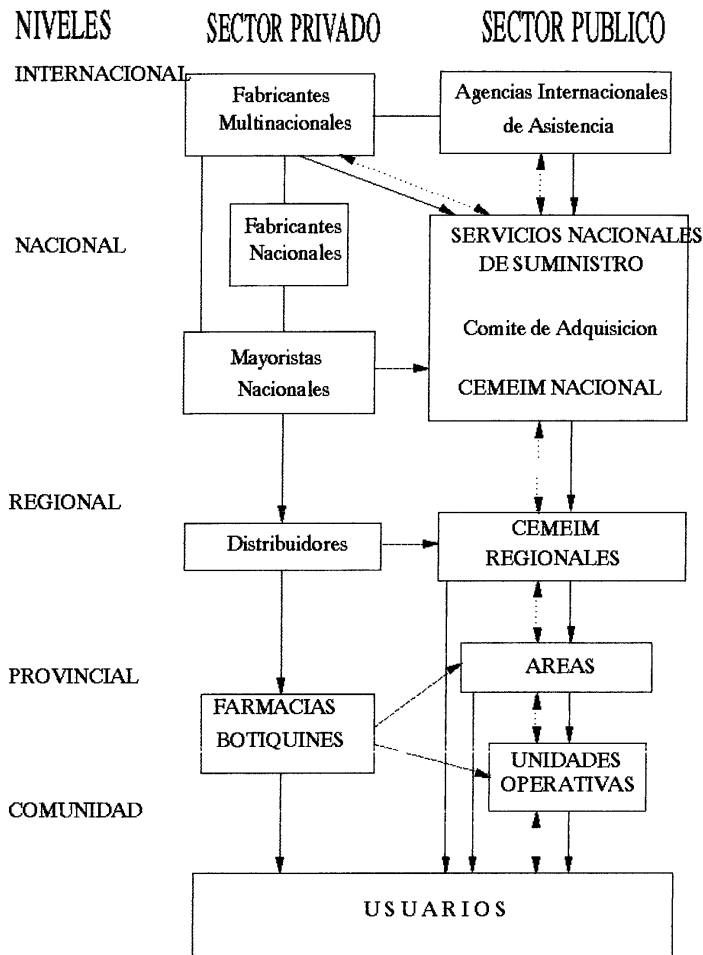 NIVELES
SECTOR PRIVADO
SECTOR PUBLICO
INTERNACIONAL
Fabricantes
Multinacionales
Agencias Internacionales
de Asistencia
NACIONAL
Fabricantes
Nacionales
SERVICIOS NACIONALES
DE SUMINISTRO
Comite de Adquisicion
CEMEIM NACIONAL
Mayoristas
Nacionales
REGIONAL
Distribuidores
CEMEIM
REGIONALES
PROVINCIAL
AREAS
FARMACIAS
BOTIQUINES
UNIDADES
OPERATIVAS
COMUNIDAD
USUARIOS